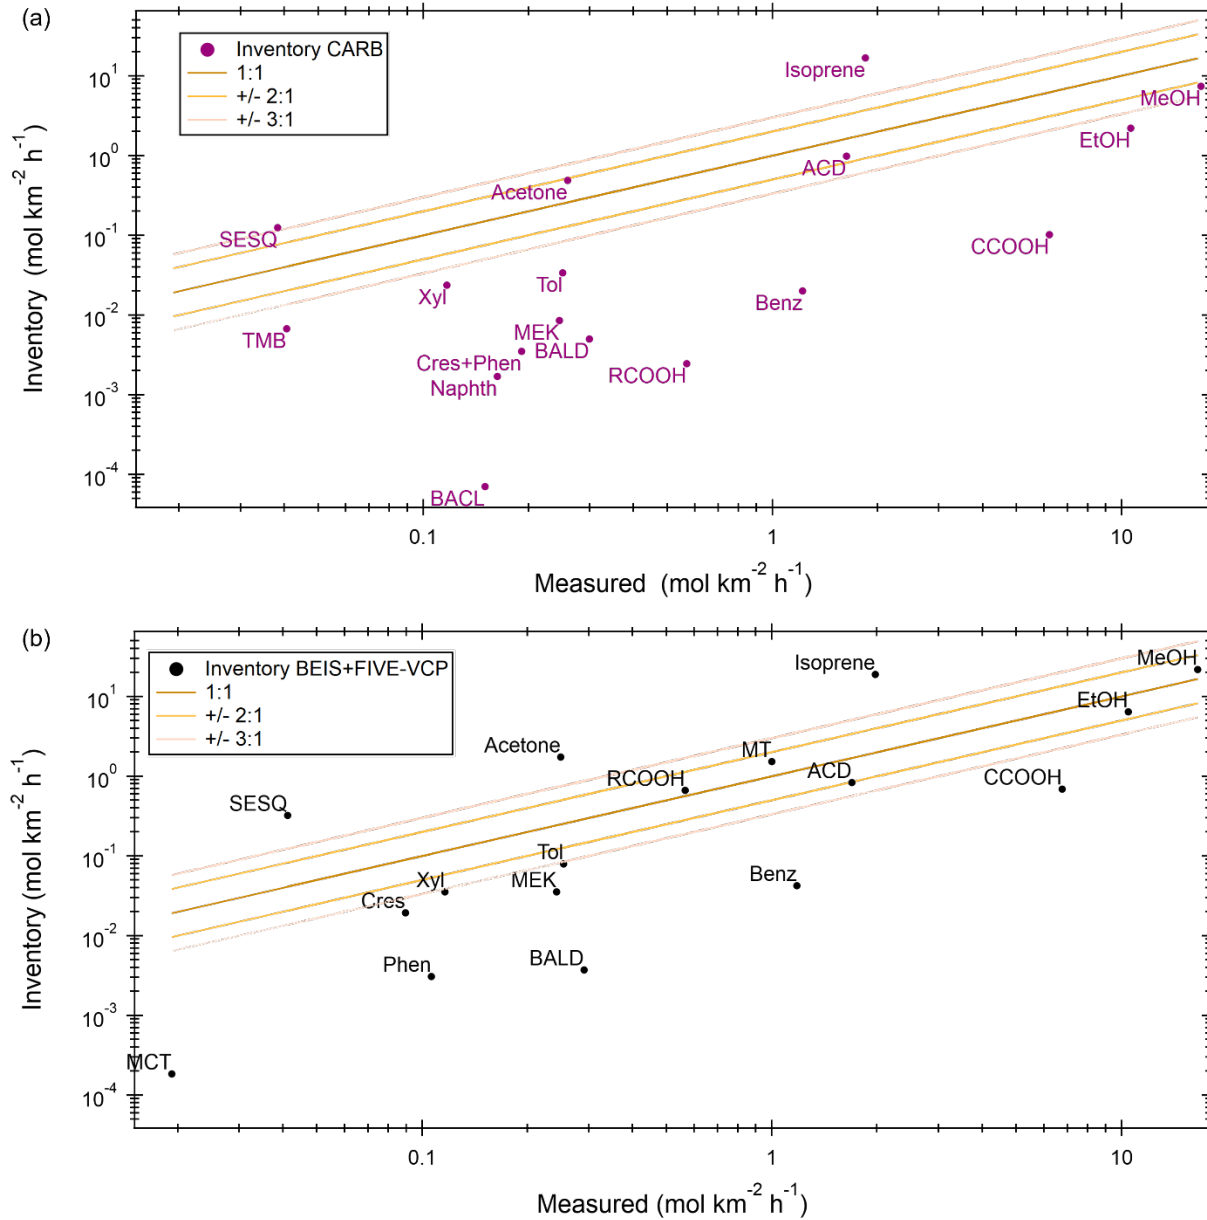 (a)
Inventory CARB
1:1
+/- 2:1
+/- 3:1
Isoprene
MeOH
EtOH
ACD
Acetone
SESQ
CCOOH
Xyl
Tol
Benz
TMB
MEK
BALD
Cres+Phen
Naphth
RCOOH
BACL
10^1
10^0
10^-1
10^-2
10^-3
10^-4
Inventory (mol km^-2 h^-1)
0.1 1 10
Measured (mol km^-2 h^-1)
(b)
Inventory BEIS+FIVE-VCP
1:1
+/- 2:1
+/- 3:1
Isoprene
MeOH
EtOH
Acetone
MT
RCOOH
ACD
CCOOH
SESQ
Tol
Xyl
MEK
Benz
Cres
Phen
BALD
MCT
10^1
10^0
10^-1
10^-2
10^-3
10^-4
Inventory (mol km^-2 h^-1)
0.1 1 10
Measured (mol km^-2 h^-1)